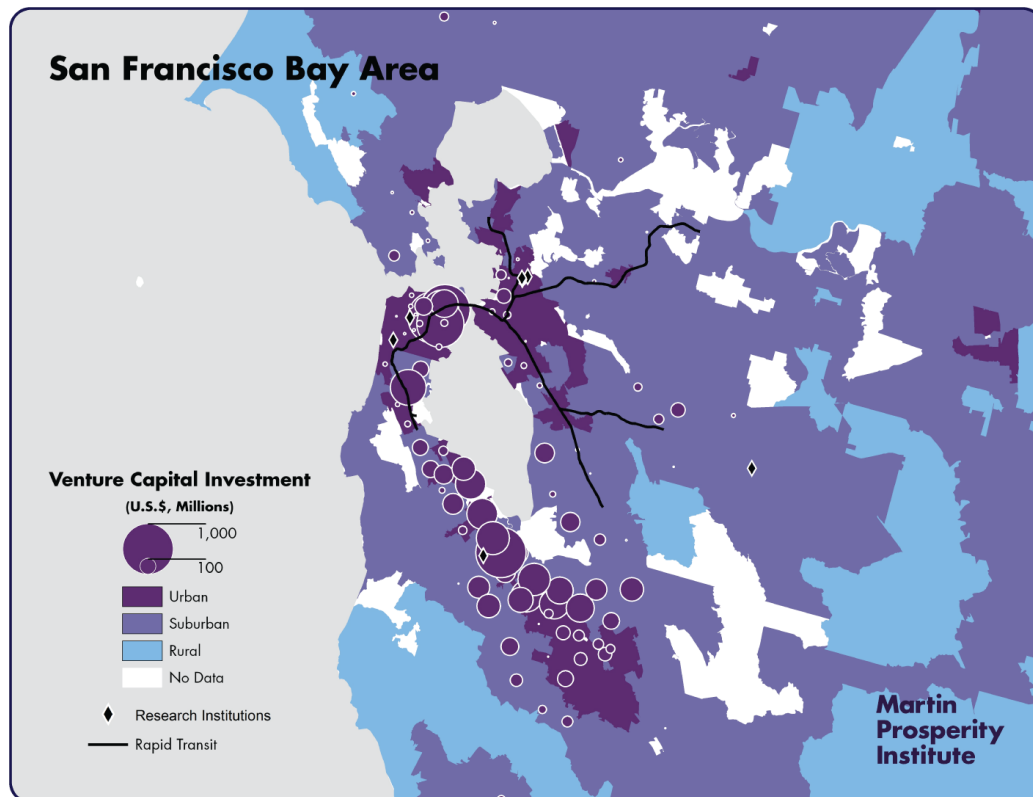 San Francisco Bay Area
Venture Capital Investment
(U.S.$, Millions)
1,000
100
Urban
Suburban
Rural
No Data
Research Institutions
Rapid Transit
Martin
Prosperity
Institute